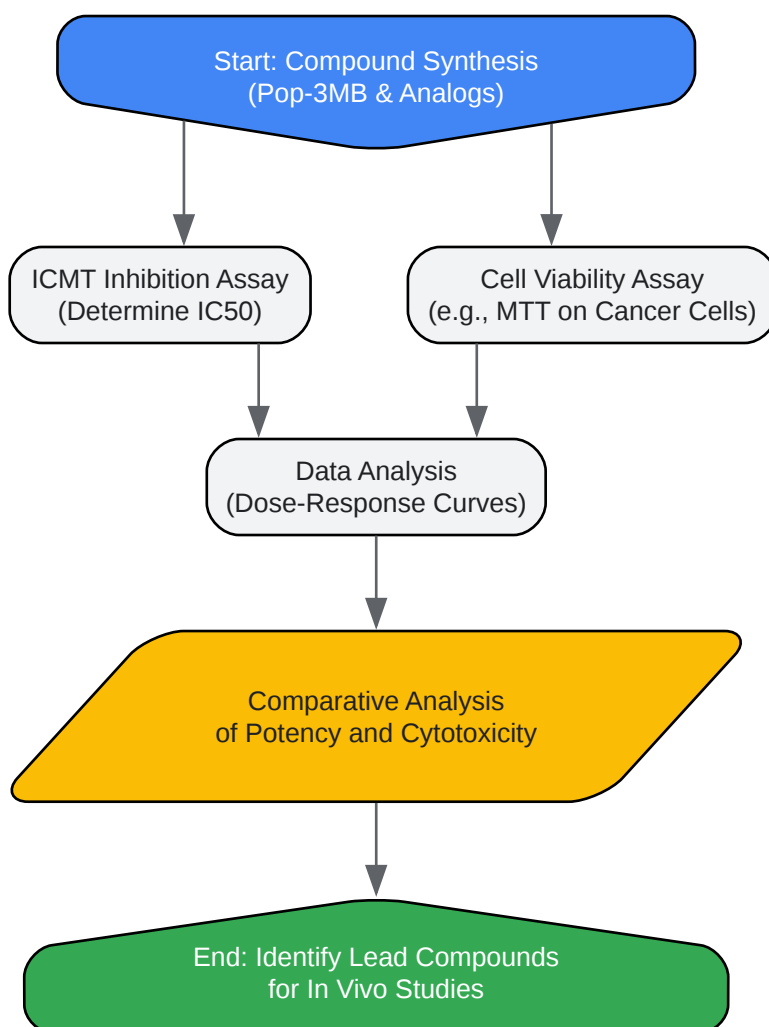 Start: Compound Synthesis
(Pop-3MB & Analogs)
ICMT Inhibition Assay
(Determine IC50)
Cell Viability Assay
(e.g., MTT on Cancer Cells)
Data Analysis
(Dose-Response Curves)
Comparative Analysis
of Potency and Cytotoxicity
End: Identify Lead Compounds
for In Vivo Studies